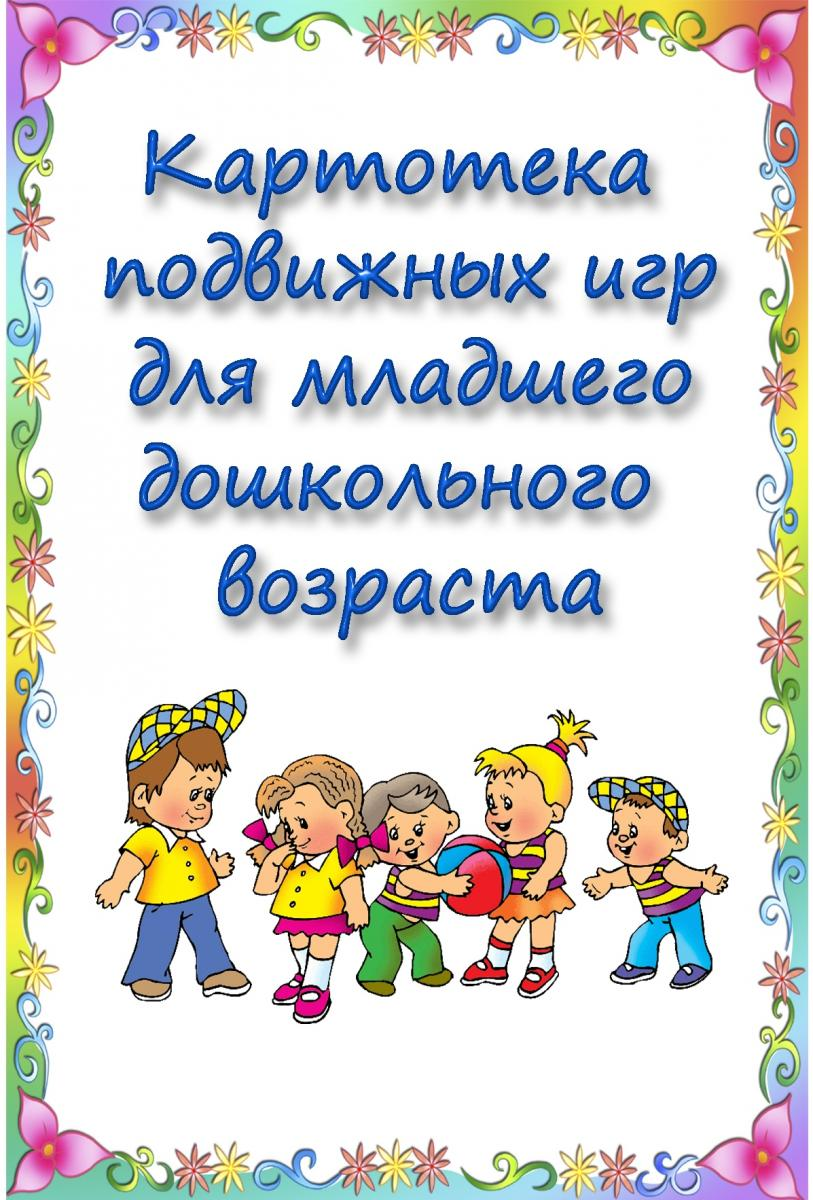 Картотека
подвижных игр
для младшего
дошкольного
возраста